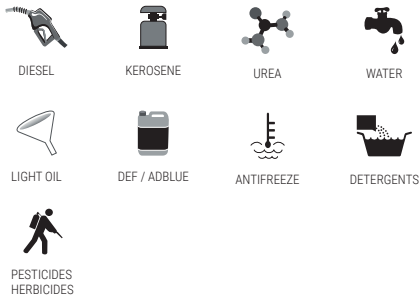 DIESEL
KEROSENE
UREA
WATER
LIGHT OIL
DEF / ADBLUE
ANTIFREEZE
DETERGENTS
PESTICIDES
HERBICIDES